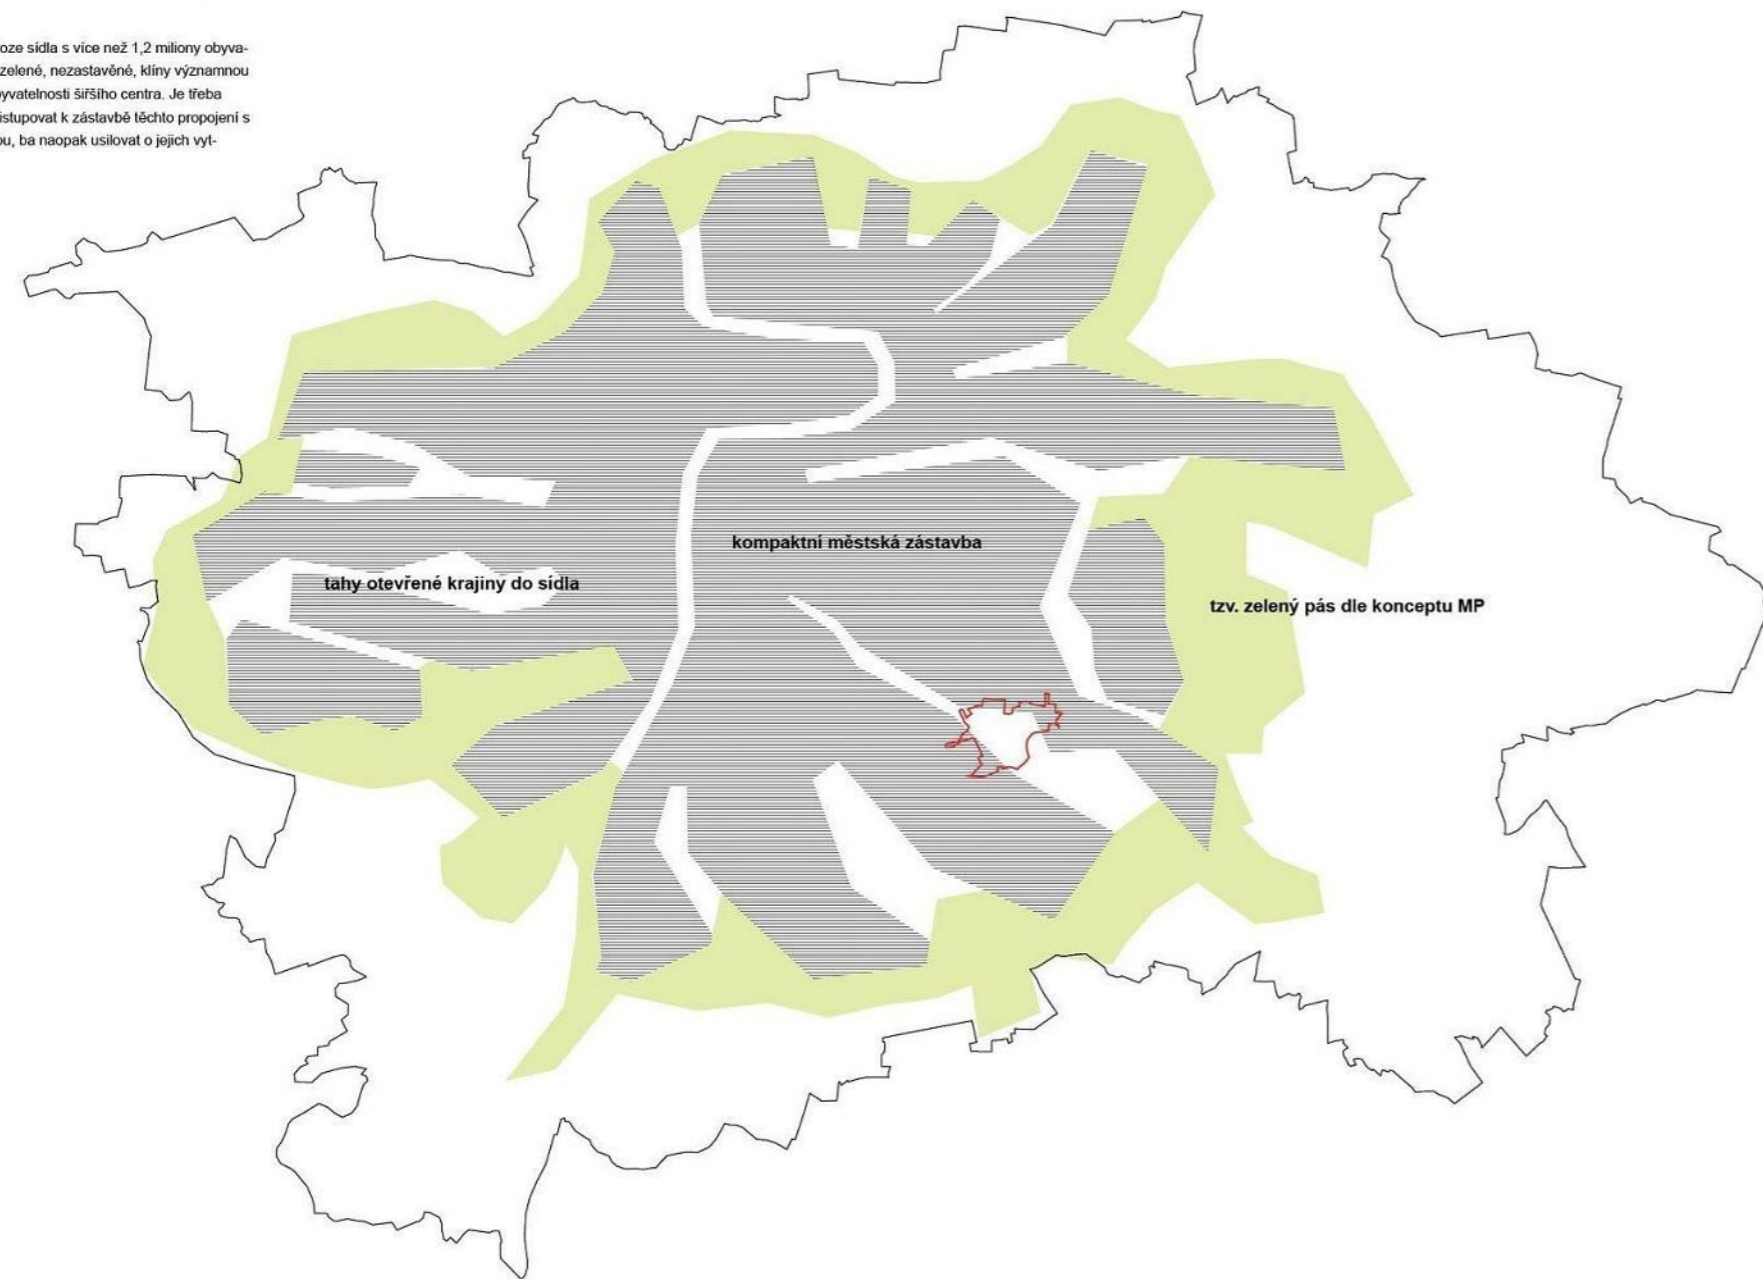 oze sídla s více než 1,2 miliony obyva-
zelené, nezastavěné, klíny významnou
byvatelnosti širšího centra. Je třeba
istupovat k zástavbě těchto propojení s
ou, ba naopak usilovat o jejich vyt-
kompaktní městská zástavba
tahy otevřené krajiny do sídla
tzv. zelený pás dle konceptu MP